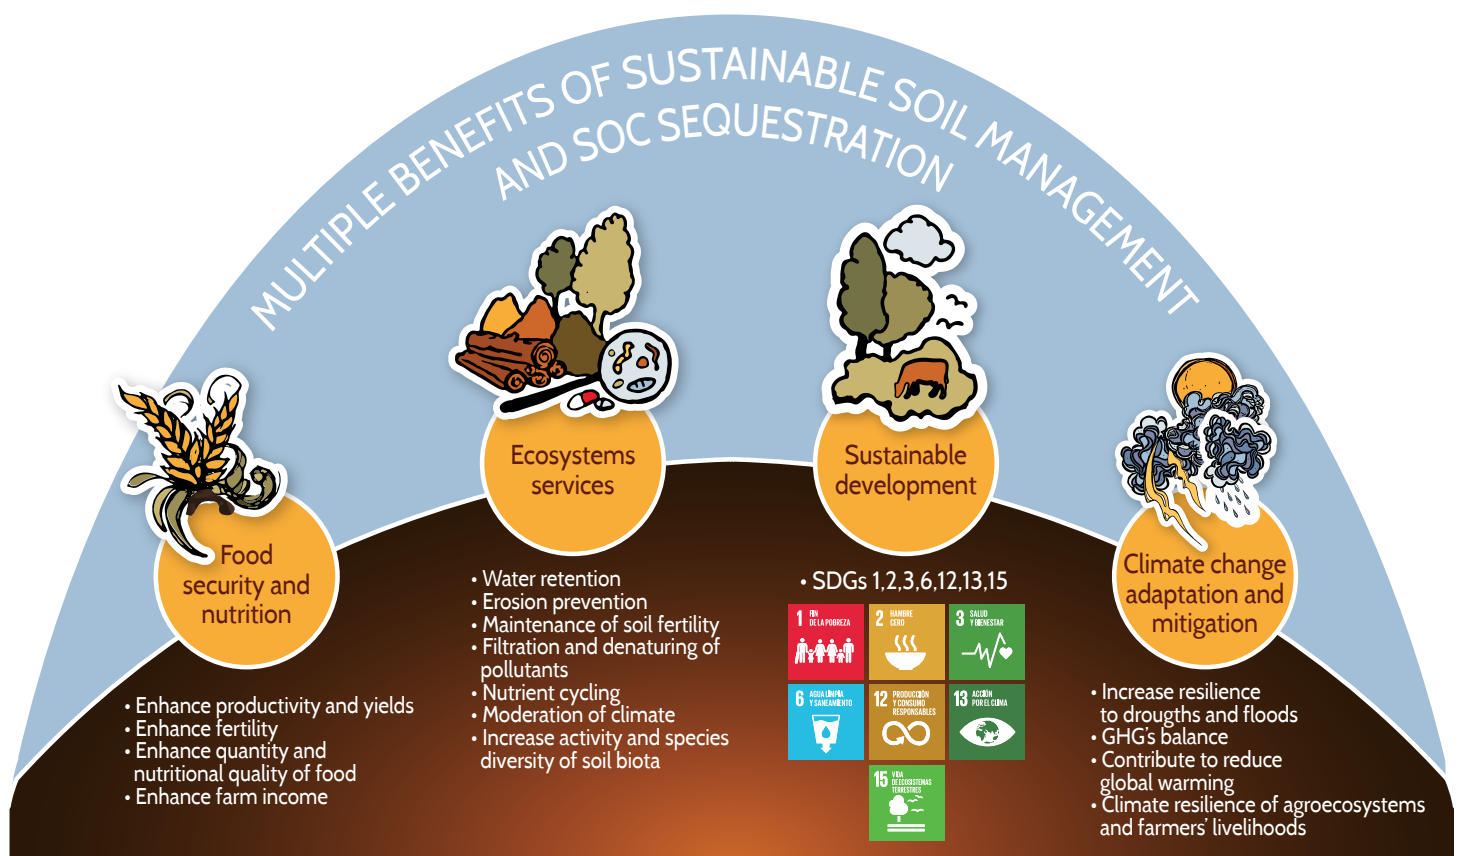 MULTIPLE BENEFITS OF SUSTAINABLE SOIL MANAGEMENT
AND SOC SEQUESTRATION
Food
security and
nutrition
• Enhance productivity and yields
• Enhance fertility
• Enhance quantity and
nutritional quality of food
• Enhance farm income
Ecosystems
services
• Water retention
• Erosion prevention
• Maintenance of soil fertility
• Filtration and denaturing of
pollutants
• Nutrient cycling
• Moderation of climate
• Increase activity and species
diversity of soil biota
Sustainable
development
• SDGs 1,2,3,6,12,13,15
1 FIN
DE LA POBREZA
2 HAMBRE
CERO
3 SALUD
Y BIENESTAR
6 AGUA LIMPIA
Y SANEAMIENTO
12 PRODUCCIÓN
Y CONSUMO
RESPONSABLES
13 ACCIÓN
POR EL CLIMA
15 VIDA
DE ECOSISTEMAS
TERRESTRES
Climate change
adaptation and
mitigation
• Increase resilience
to drougths and floods
• GHG's balance
• Contribute to reduce
global warming
• Climate resilience of agroecosystems
and farmers' livelihoods